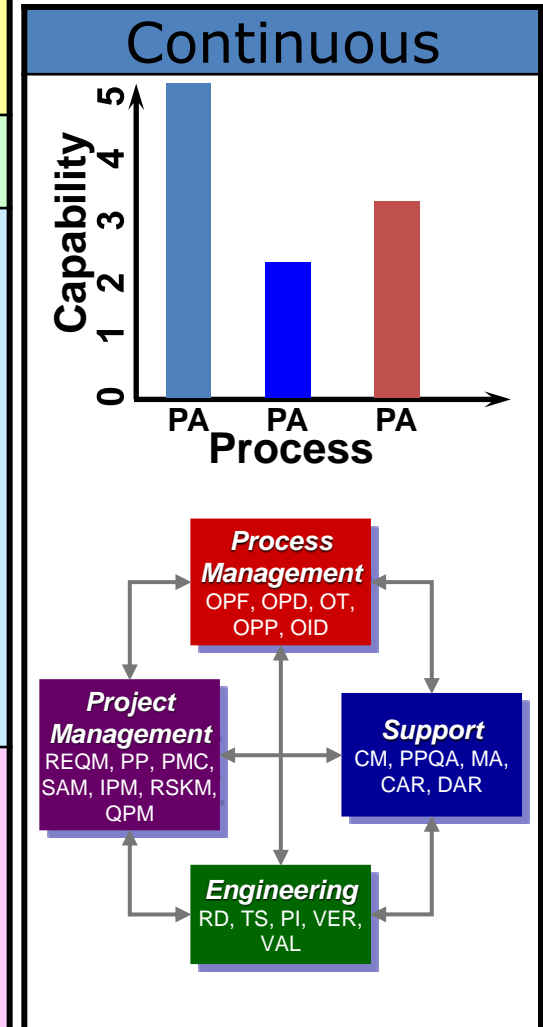 Continuous
Capability
5
4
3
2
1
0
PA PA PA
Process
Process
Management
OPF, OPD, OT,
OPP, OID
Project
Management
REQM, PP, PMC,
SAM, IPM, RSKM,
QPM
Support
CM, PPQA, MA,
CAR, DAR
Engineering
RD, TS, PI, VER,
VAL